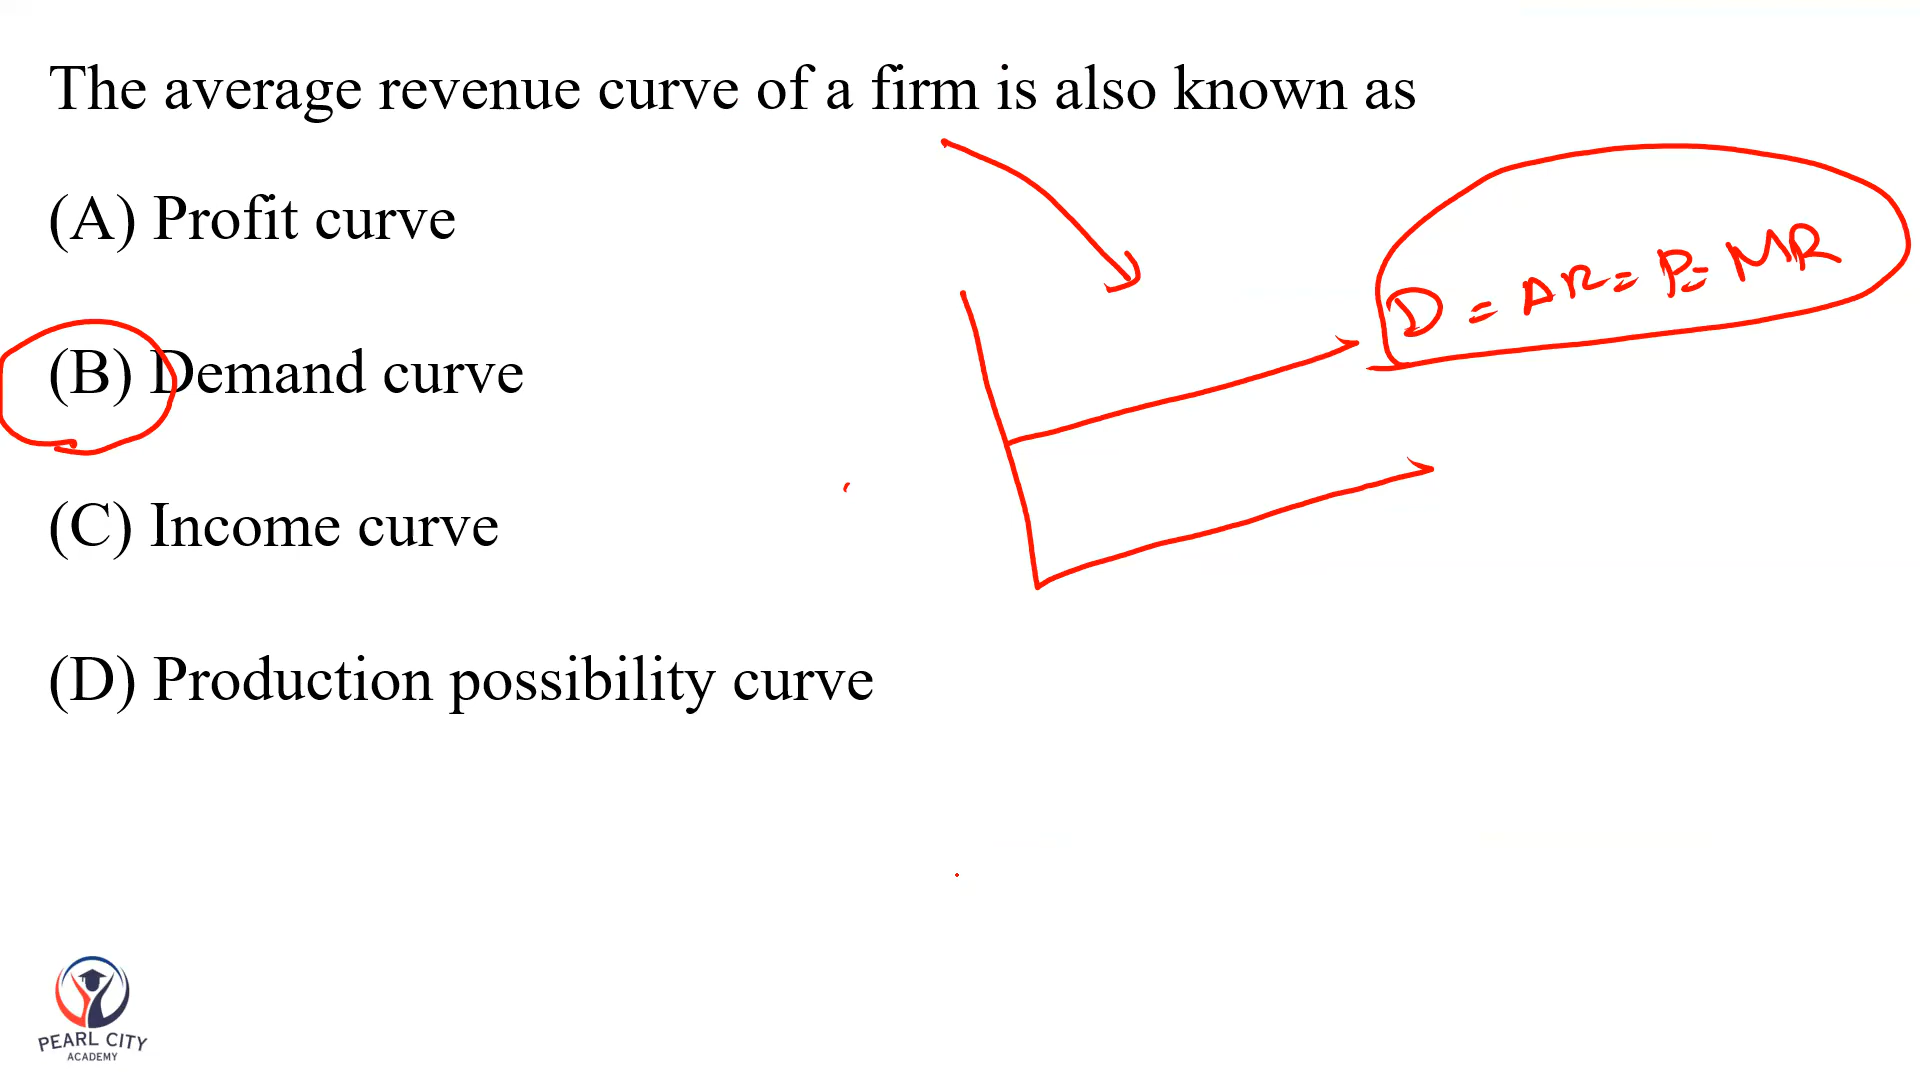 The average revenue curve of a firm is also known as
(A) Profit curve
D = AR = P = MR
(B) Demand curve
(C) Income curve
(D) Production possibility curve
PEARL CITY
ACADEMY